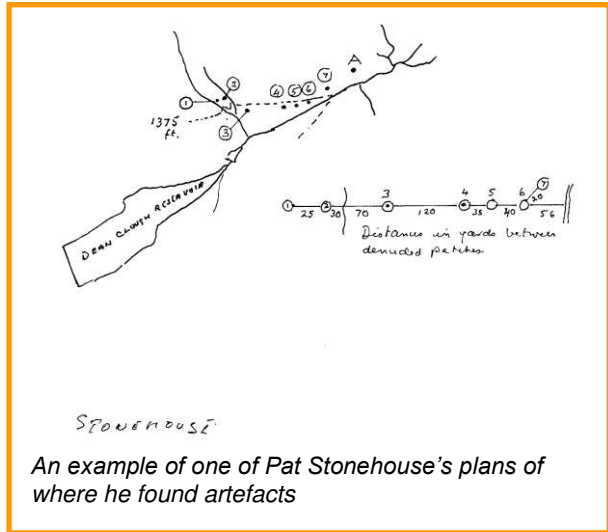 A
② ⑦
① ④ ⑤ ⑥
1375
ft.
③
DEAN CLOUGH RESERVOIR
① ② 3 4 5 6 ⑦
25 30 70 120 35 40 20 56
Distances in yards between
denuded patches
STONEHOUSE
An example of one of Pat Stonehouse's plans of
where he found artefacts